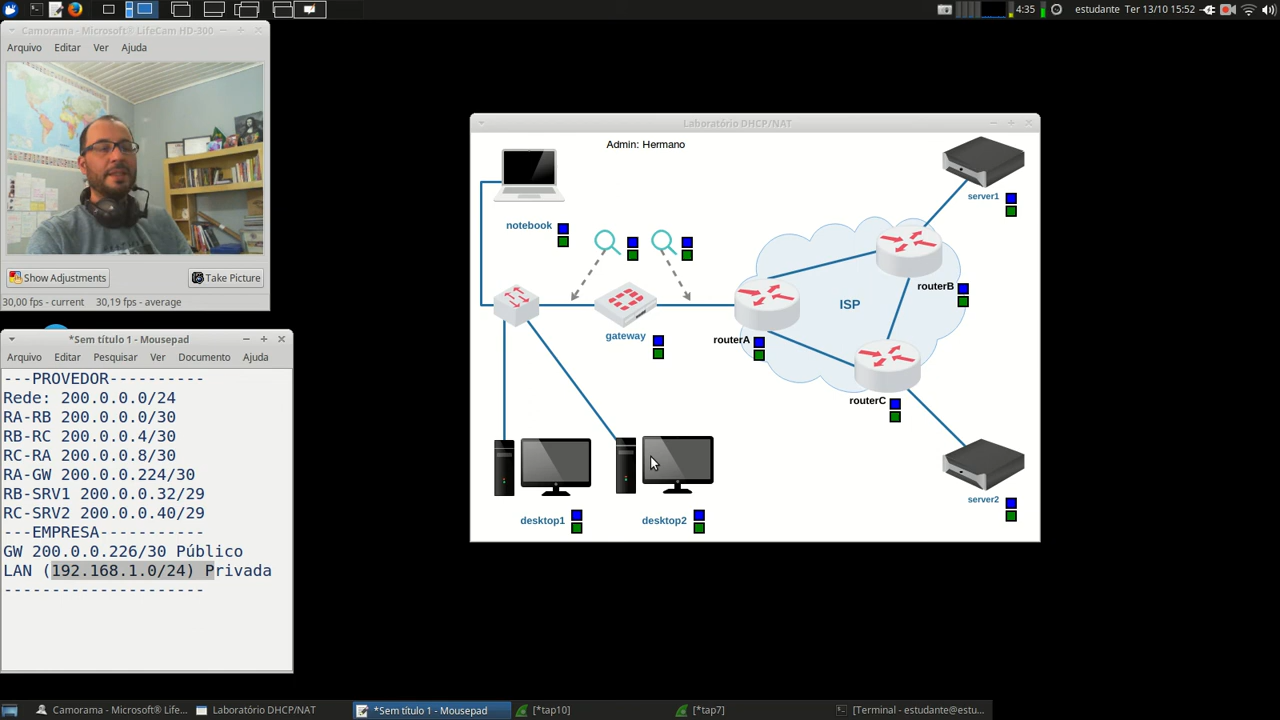 4:35 estudante Ter 13/10 15:52
Camorama - Microsoft® LifeCam HD-300
Arquivo Editar Ver Ajuda
Show Adjustments Take Picture
30,00 fps - current 30,19 fps - average
*Sem título 1 - Mousepad
Arquivo Editar Pesquisar Ver Documento Ajuda
---PROVEDOR----------
Rede: 200.0.0.0/24
RA-RB 200.0.0.0/30
RB-RC 200.0.0.4/30
RC-RA 200.0.0.8/30
RA-GW 200.0.0.224/30
RB-SRV1 200.0.0.32/29
RC-SRV2 200.0.0.40/29
---EMPRESA-----------
GW 200.0.0.226/30 Público
LAN (192.168.1.0/24) Privada
---------------------
Laboratório DHCP/NAT
Admin: Hermano
server1
notebook
routerB
ISP
gateway
routerA
routerC
server2
desktop1
desktop2
Camorama - Microsoft® Life...
Laboratório DHCP/NAT
*Sem título 1 - Mousepad
[*tap10]
[*tap7]
[Terminal - estudante@estu...